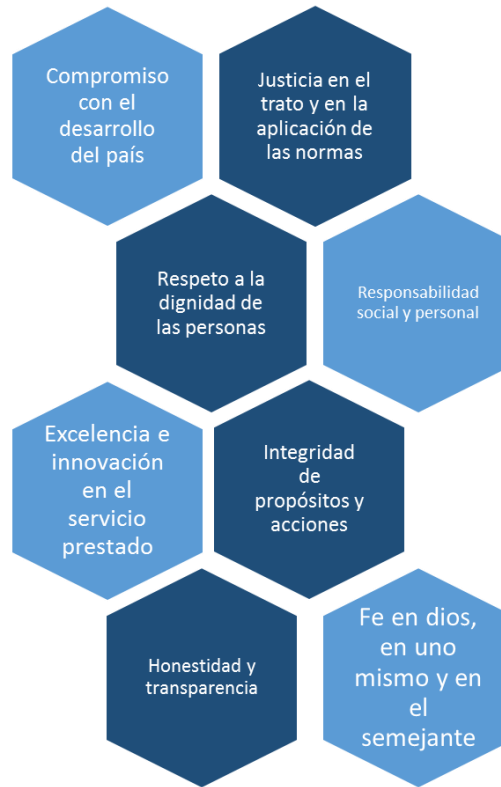 Compromiso
con el
desarrollo
del país
Justicia en el
trato y en la
aplicación de
las normas
Respeto a la
dignidad de
las personas
Responsabilidad
social y personal
Excelencia e
innovación
en el
servicio
prestado
Integridad
de
propósitos y
acciones
Honestidad y
transparencia
Fe en dios,
en uno
mismo y en
el
semejante